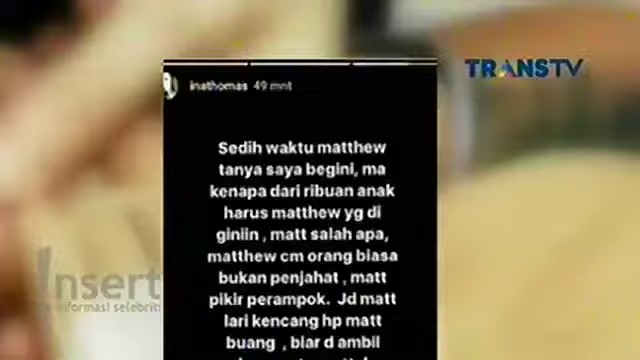 TRANSTV
inathomas 49 mnt
Sedih waktu matthew
tanya saya begini, ma
kenapa dari ribuan anak
harus matthew yg di
giniin , matt salah apa,
matthew cm orang biasa
bukan penjahat , matt
pikir perampok. Jd matt
lari kencang hp matt
buang , biar d ambil
Insert
informasi selebriti